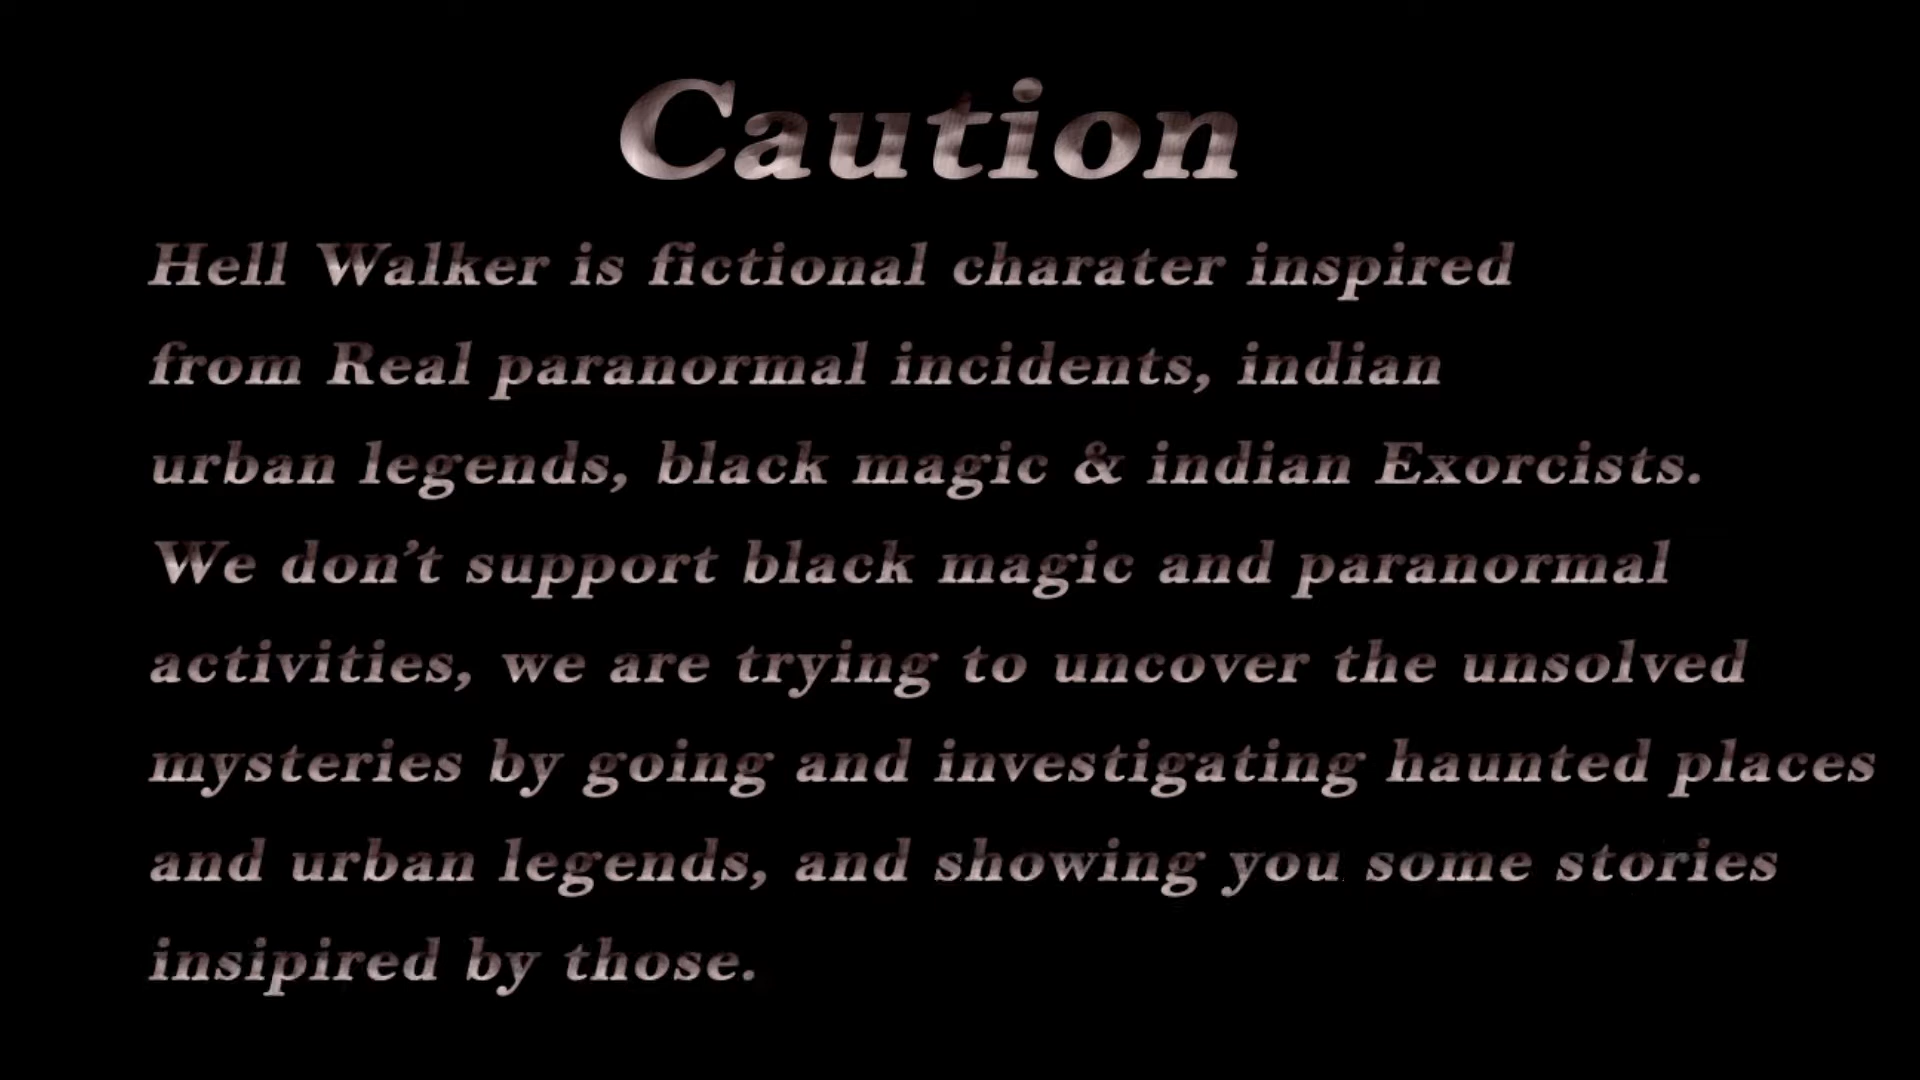 Caution
Hell Walker is fictional charater inspired
from Real paranormal incidents, indian
urban legends, black magic & indian Exorcists.
We don’t support black magic and paranormal
activities, we are trying to uncover the unsolved
mysteries by going and investigating haunted places
and urban legends, and showing you some stories
insipired by those.